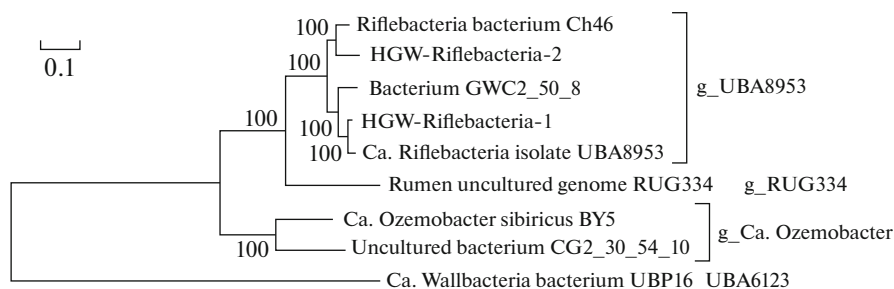 100 Riflebacteria bacterium Ch46
HGW-Riflebacteria-2
0.1
100
Bacterium GWC2_50_8
g_UBA8953
100
100
HGW-Riflebacteria-1
100
Ca. Riflebacteria isolate UBA8953
Rumen uncultured genome RUG334 g_RUG334
Ca. Ozemobacter sibiricus BY5
g_Ca. Ozemobacter
100
Uncultured bacterium CG2_30_54_10
Ca. Wallbacteria bacterium UBP16 UBA6123